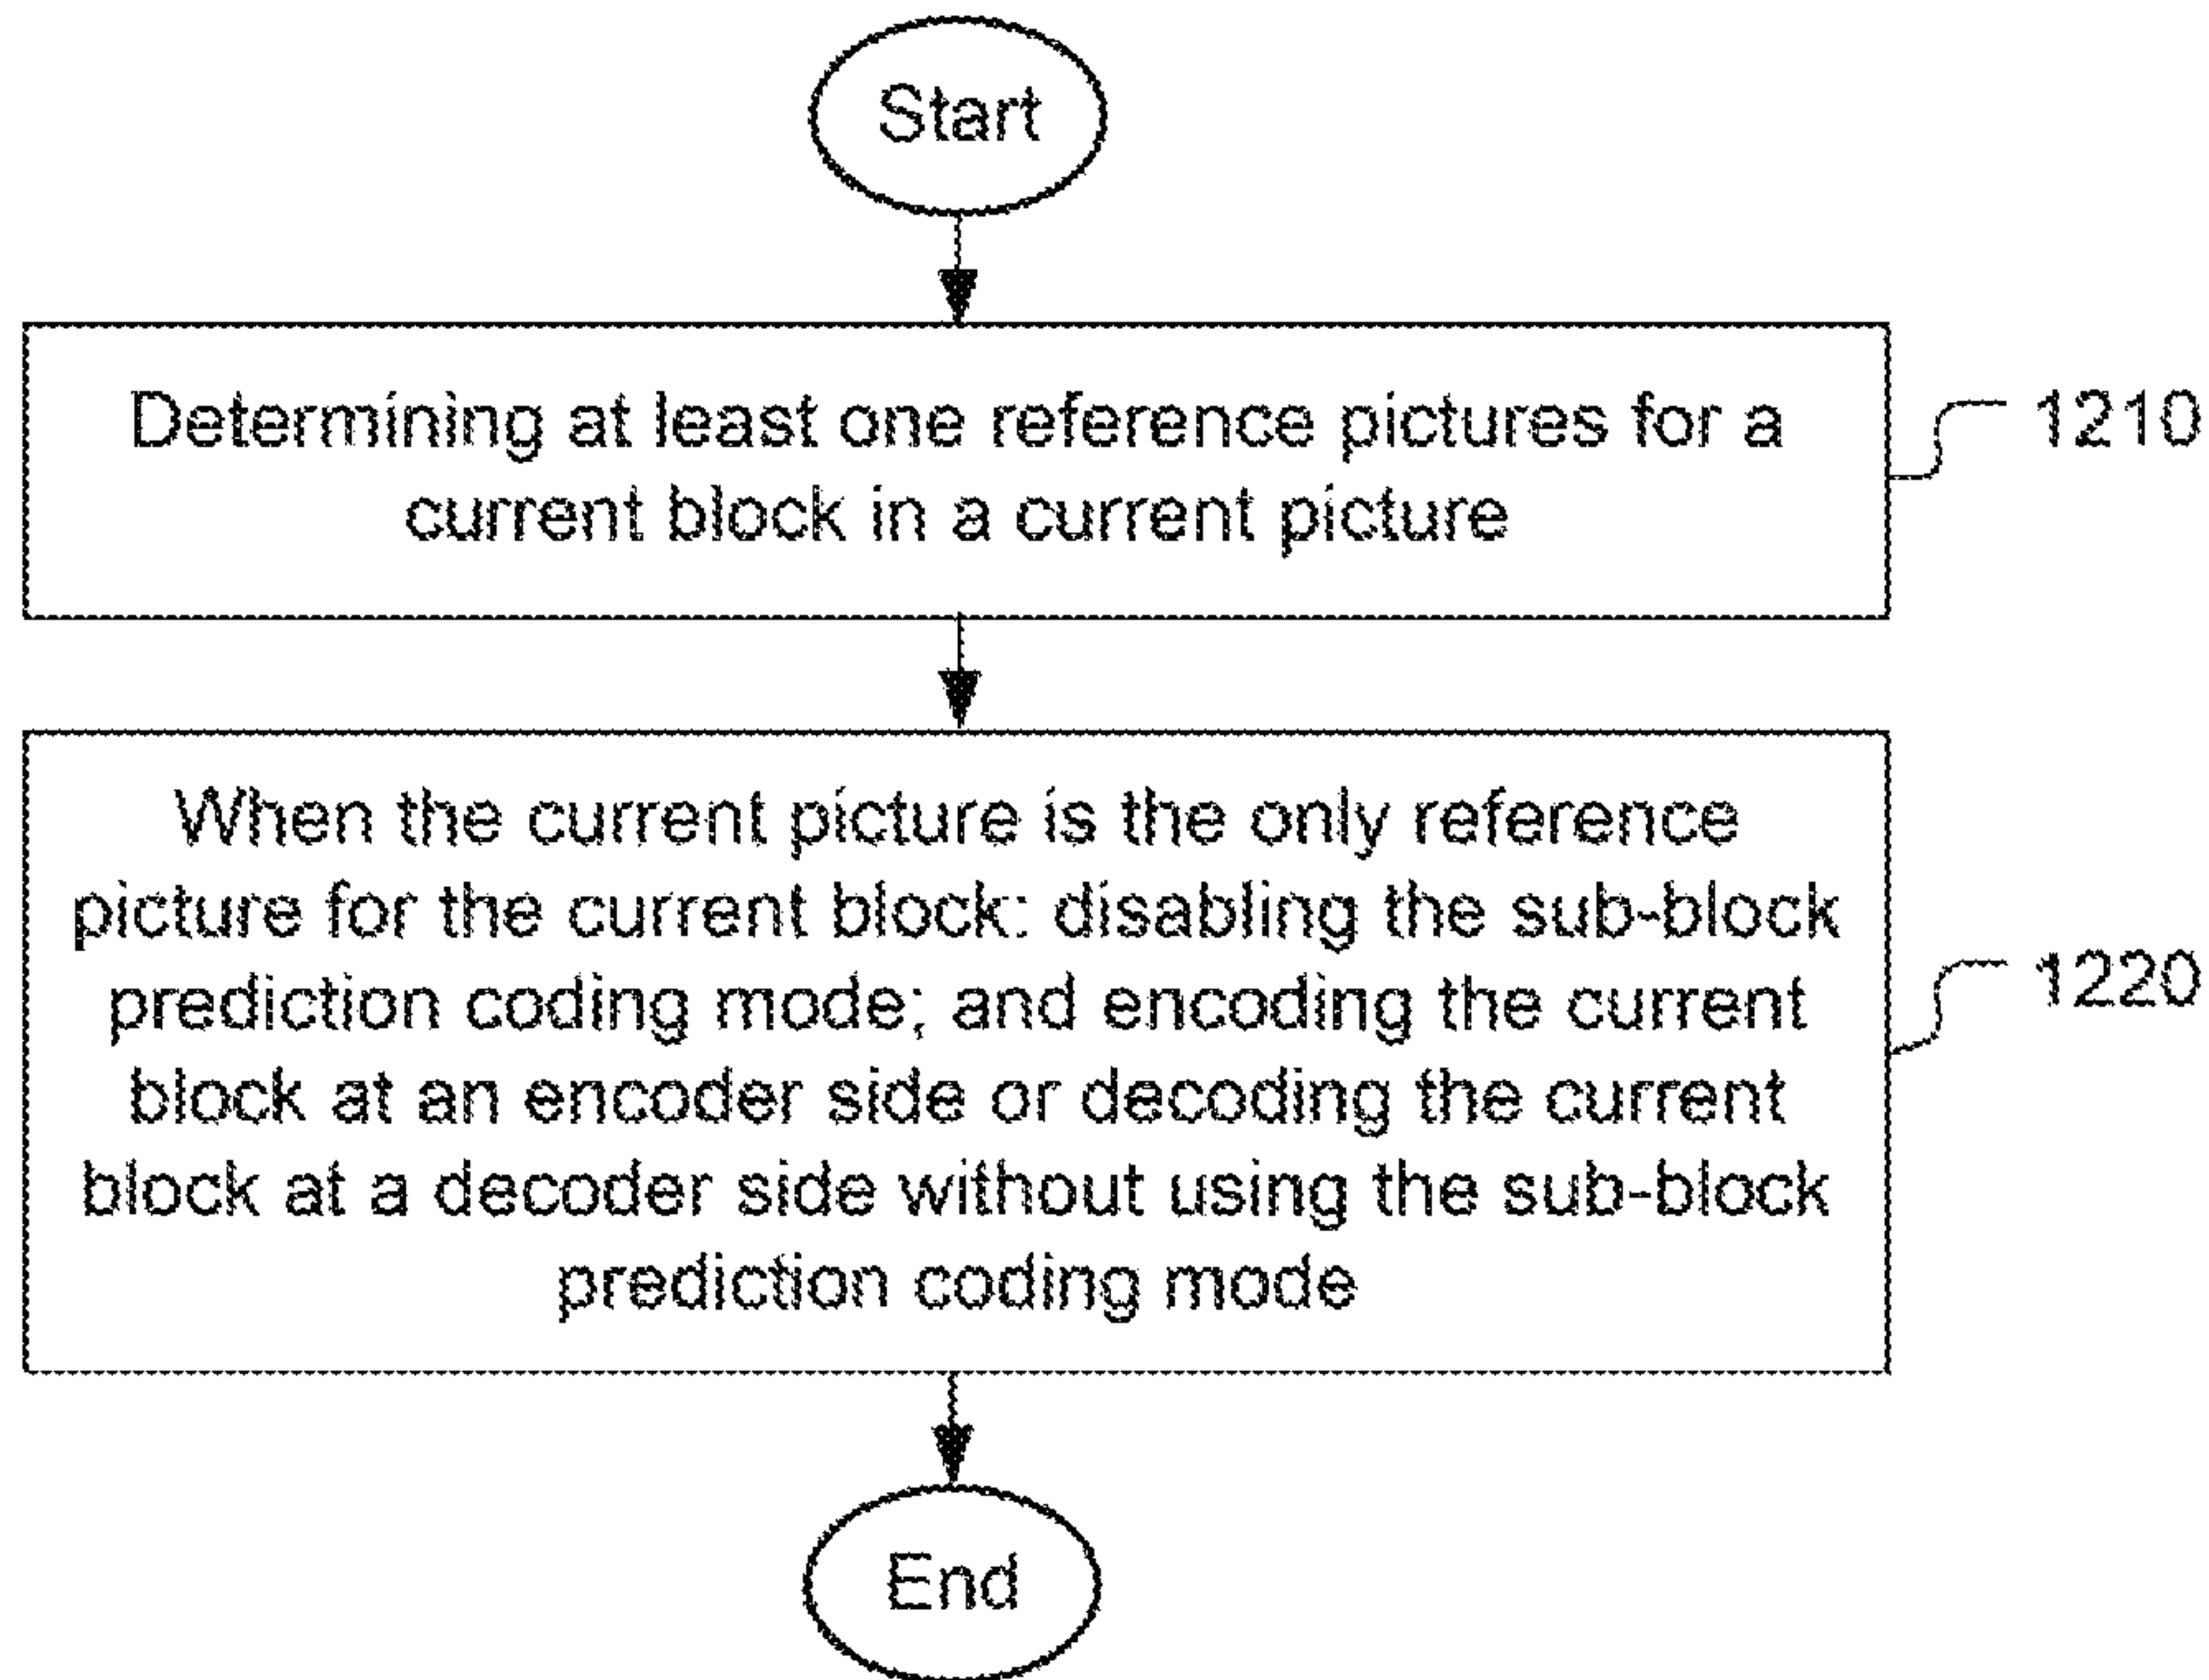 Start
Determining at least one reference pictures for a
current block in a current picture
1210
When the current picture is the only reference
picture for the current block: disabling the sub-block
prediction coding mode; and encoding the current
block at an encoder side or decoding the current
block at a decoder side without using the sub-block
prediction coding mode
1220
End